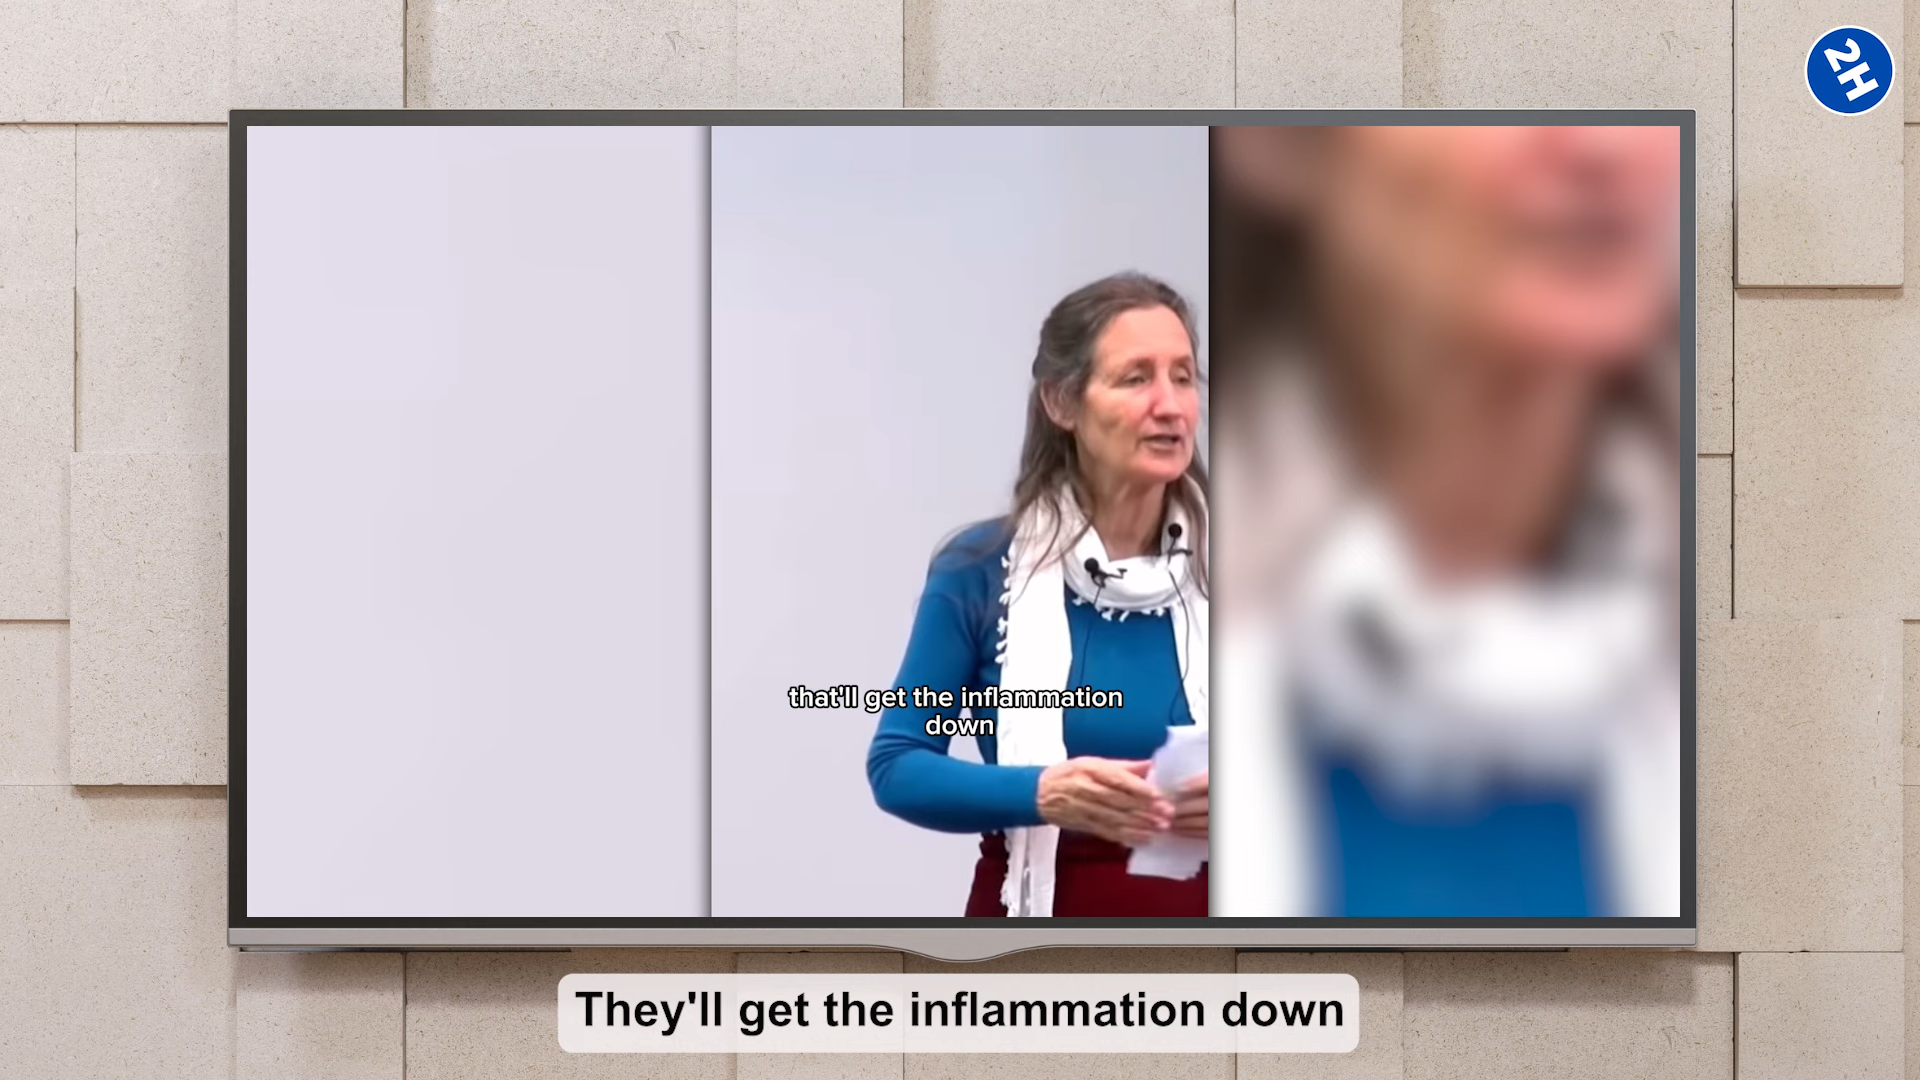 2H
that'll get the inflammation
down
They'll get the inflammation down